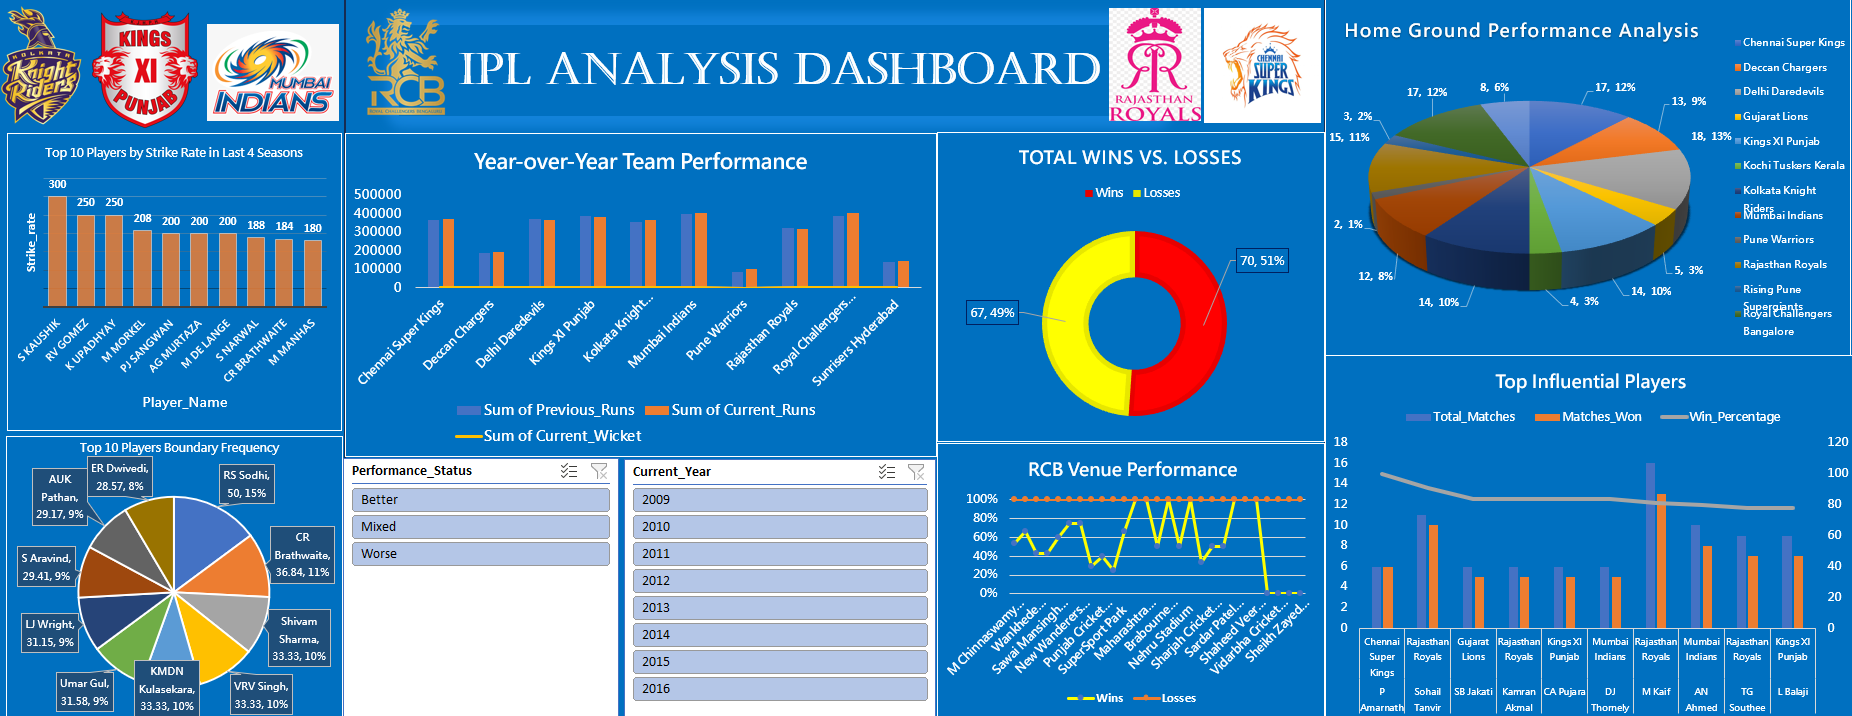 KOLKATA
Knight
Riders
KINGS
XI
PUNJAB
MUMBAI
INDIANS
RCB
ROYAL CHALLENGERS BENGALURU
IPL ANALYSIS DASHBOARD
RAJASTHAN
ROYALS
CHENNAI
SUPER
KINGS
Top 10 Players by Strike Rate in Last 4 Seasons
Strike_rate
300
250
250
208
200
200
200
188
184
180
S KAUSHIK
RV GOMEZ
K UPADHYAY
M MORKEL
PJ SANGWAN
AG MURTAZA
M DE LANGE
S NARWAL
CR BRATHWAITE
M MANHAS
Player_Name
Top 10 Players Boundary Frequency
RS Sodhi,
50, 15%
CR
Brathwaite,
36.84, 11%
Shivam
Sharma,
33.33, 10%
VRV Singh,
33.33, 10%
KMDN
Kulasekara,
33.33, 10%
Umar Gul,
31.58, 9%
LJ Wright,
31.15, 9%
S Aravind,
29.41, 9%
AUK
Pathan,
29.17, 9%
ER Dwivedi,
28.57, 8%
Year-over-Year Team Performance
500000
400000
300000
200000
100000
0
Chennai Super Kings
Deccan Chargers
Delhi Daredevils
Kings XI Punjab
Kolkata Knight...
Mumbai Indians
Pune Warriors
Rajasthan Royals
Royal Challengers...
Sunrisers Hyderabad
Sum of Previous_Runs
Sum of Current_Runs
Sum of Current_Wicket
Performance_Status
Better
Mixed
Worse
Current_Year
2009
2010
2011
2012
2013
2014
2015
2016
TOTAL WINS VS. LOSSES
Wins
Losses
70, 51%
67, 49%
RCB Venue Performance
100%
80%
60%
40%
20%
0%
M Chinnaswamy...
Wankhede...
Sawai Mansingh...
New Wanderers...
Punjab Cricket...
SuperSport Park
Maharashtra...
Brabourne...
Nehru Stadium
Sharjah Cricket...
Sardar Patel...
Shaheed Veer...
Vidarbha Cricket...
Sheikh Zayed...
Wins
Losses
Home Ground Performance Analysis
17, 12%
13, 9%
18, 13%
5, 3%
14, 10%
4, 3%
14, 10%
12, 8%
2, 1%
15, 11%
3, 2%
17, 12%
8, 6%
Chennai Super Kings
Deccan Chargers
Delhi Daredevils
Gujarat Lions
Kings XI Punjab
Kochi Tuskers Kerala
Kolkata Knight
Riders
Mumbai Indians
Pune Warriors
Rajasthan Royals
Rising Pune
Supergiants
Royal Challengers
Bangalore
Top Influential Players
Total_Matches
Matches_Won
Win_Percentage
18
16
14
12
10
8
6
4
2
0
120
100
80
60
40
20
0
Chennai
Super
Kings
Rajasthan
Royals
Gujarat
Lions
Rajasthan
Royals
Kings XI
Punjab
Mumbai
Indians
Rajasthan
Royals
Mumbai
Indians
Rajasthan
Royals
Kings XI
Punjab
P
Amarnath
Sohail
Tanvir
SB Jakati
Kamran
Akmal
CA Pujara
DJ
Thornely
M Kaif
AN
Ahmed
TG
Southee
L Balaji